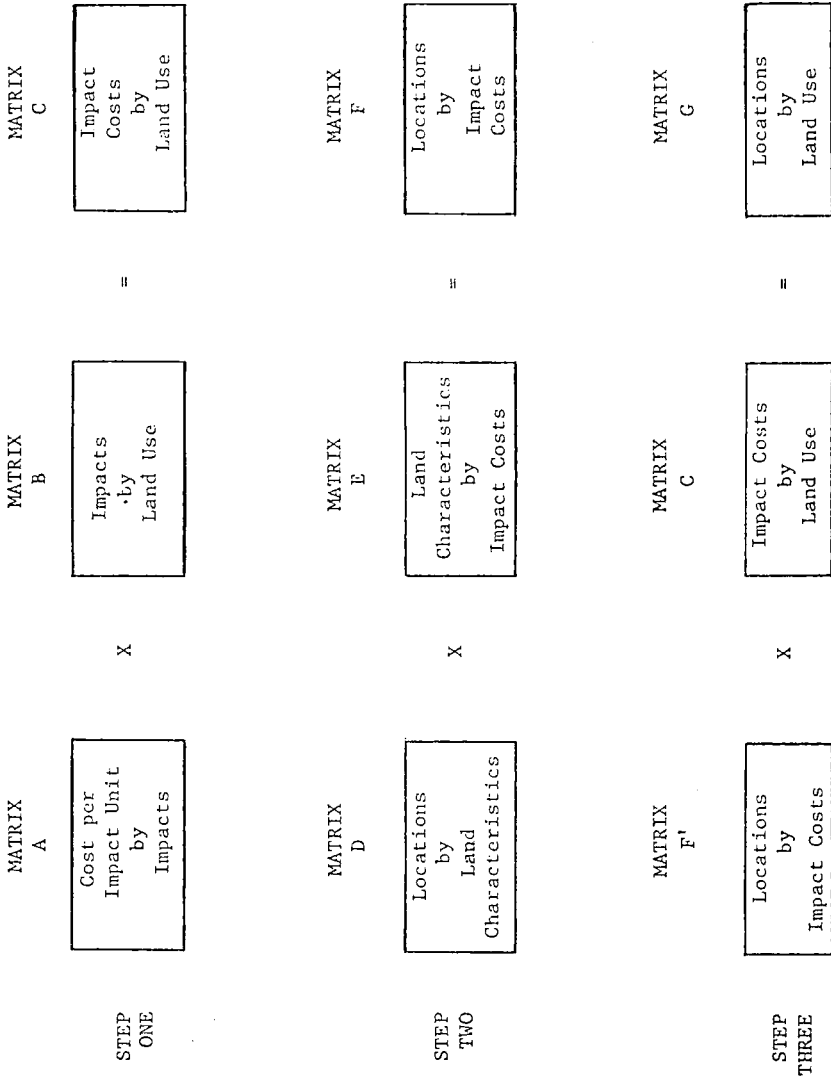 MATRIX
A
MATRIX
B
MATRIX
C
STEP
ONE
Cost per
Impact Unit
by
Impacts
X
Impacts
by
Land Use
=
Impact
Costs
by
Land Use
MATRIX
D
MATRIX
E
MATRIX
F
STEP
TWO
Locations
by
Land
Characteristics
X
Land
Characteristics
by
Impact Costs
=
Locations
by
Impact
Costs
MATRIX
F'
MATRIX
C
MATRIX
G
STEP
THREE
Locations
by
Impact Costs
X
Impact Costs
by
Land Use
=
Locations
by
Land Use